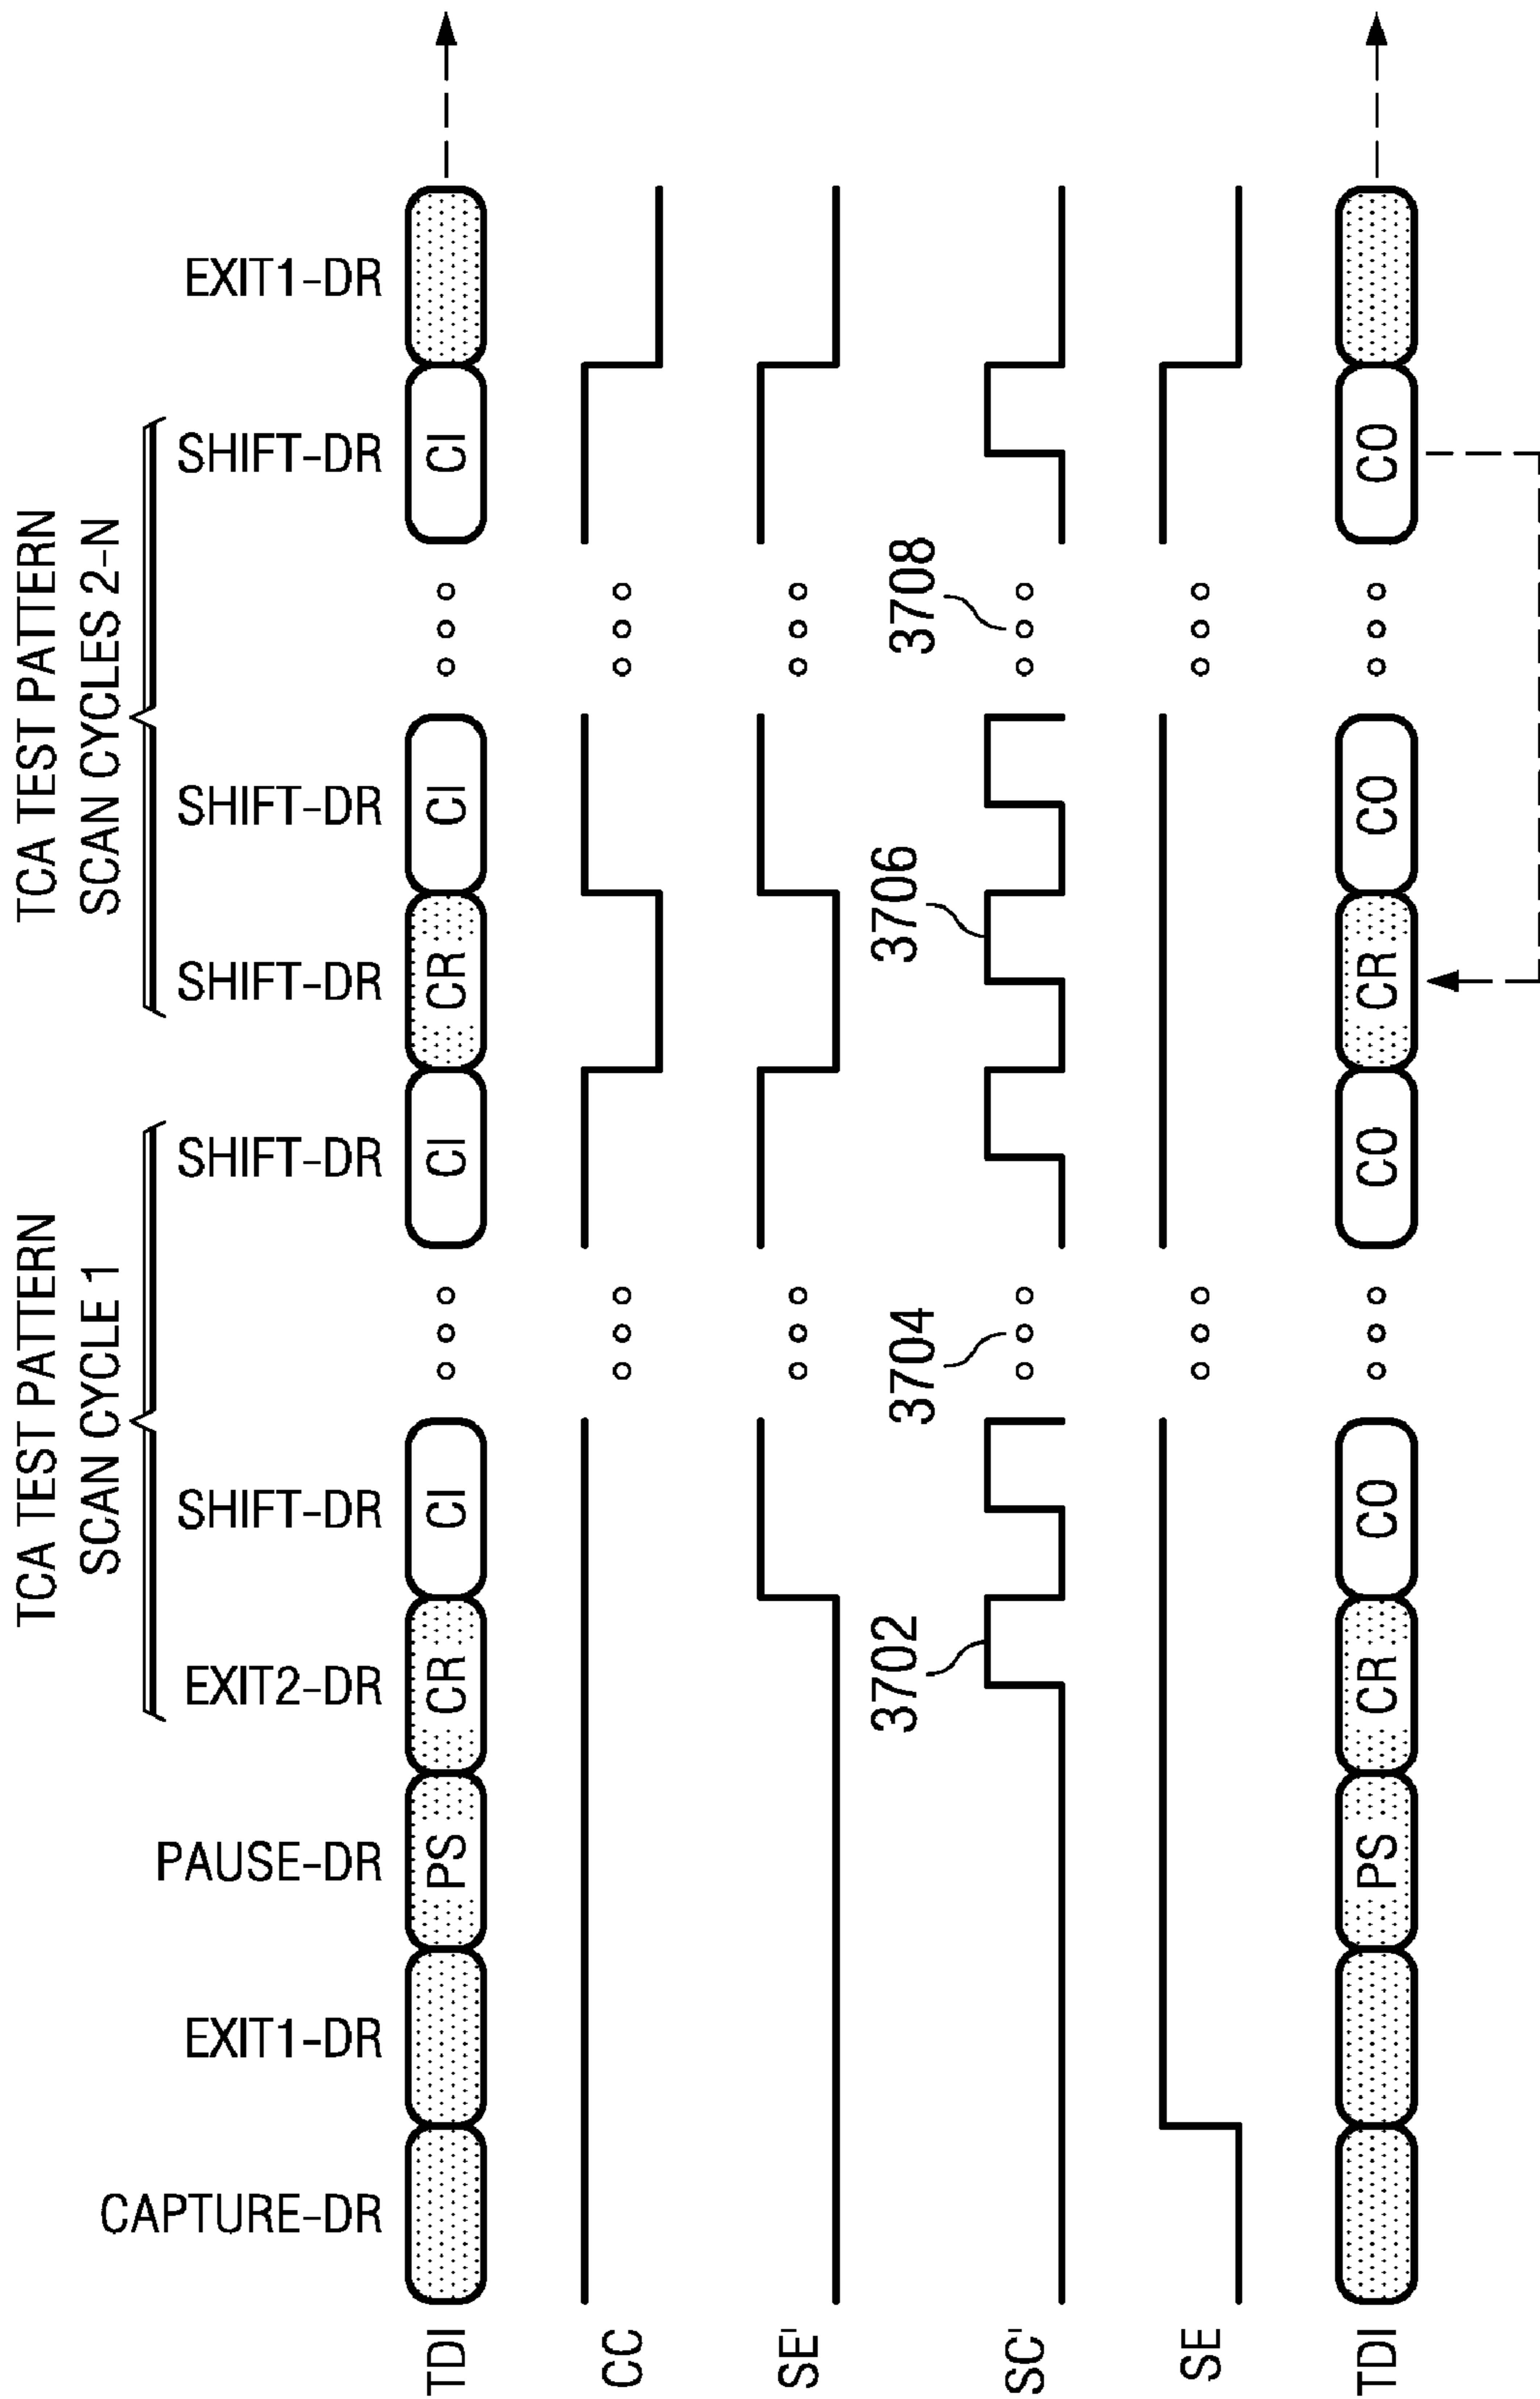 TCA TEST PATTERN
SCAN CYCLE 1
TCA TEST PATTERN
SCAN CYCLES 2-N
CAPTURE-DR
EXIT1-DR
PAUSE-DR
EXIT2-DR
SHIFT-DR
SHIFT-DR
SHIFT-DR
SHIFT-DR
SHIFT-DR
EXIT1-DR
TDI
PS
CR
CI
CI
CR
CI
CI
CC
SE'
3702
3704
3706
3708
SC'
SE
TDI
PS
CR
CO
CO
CR
CO
CO